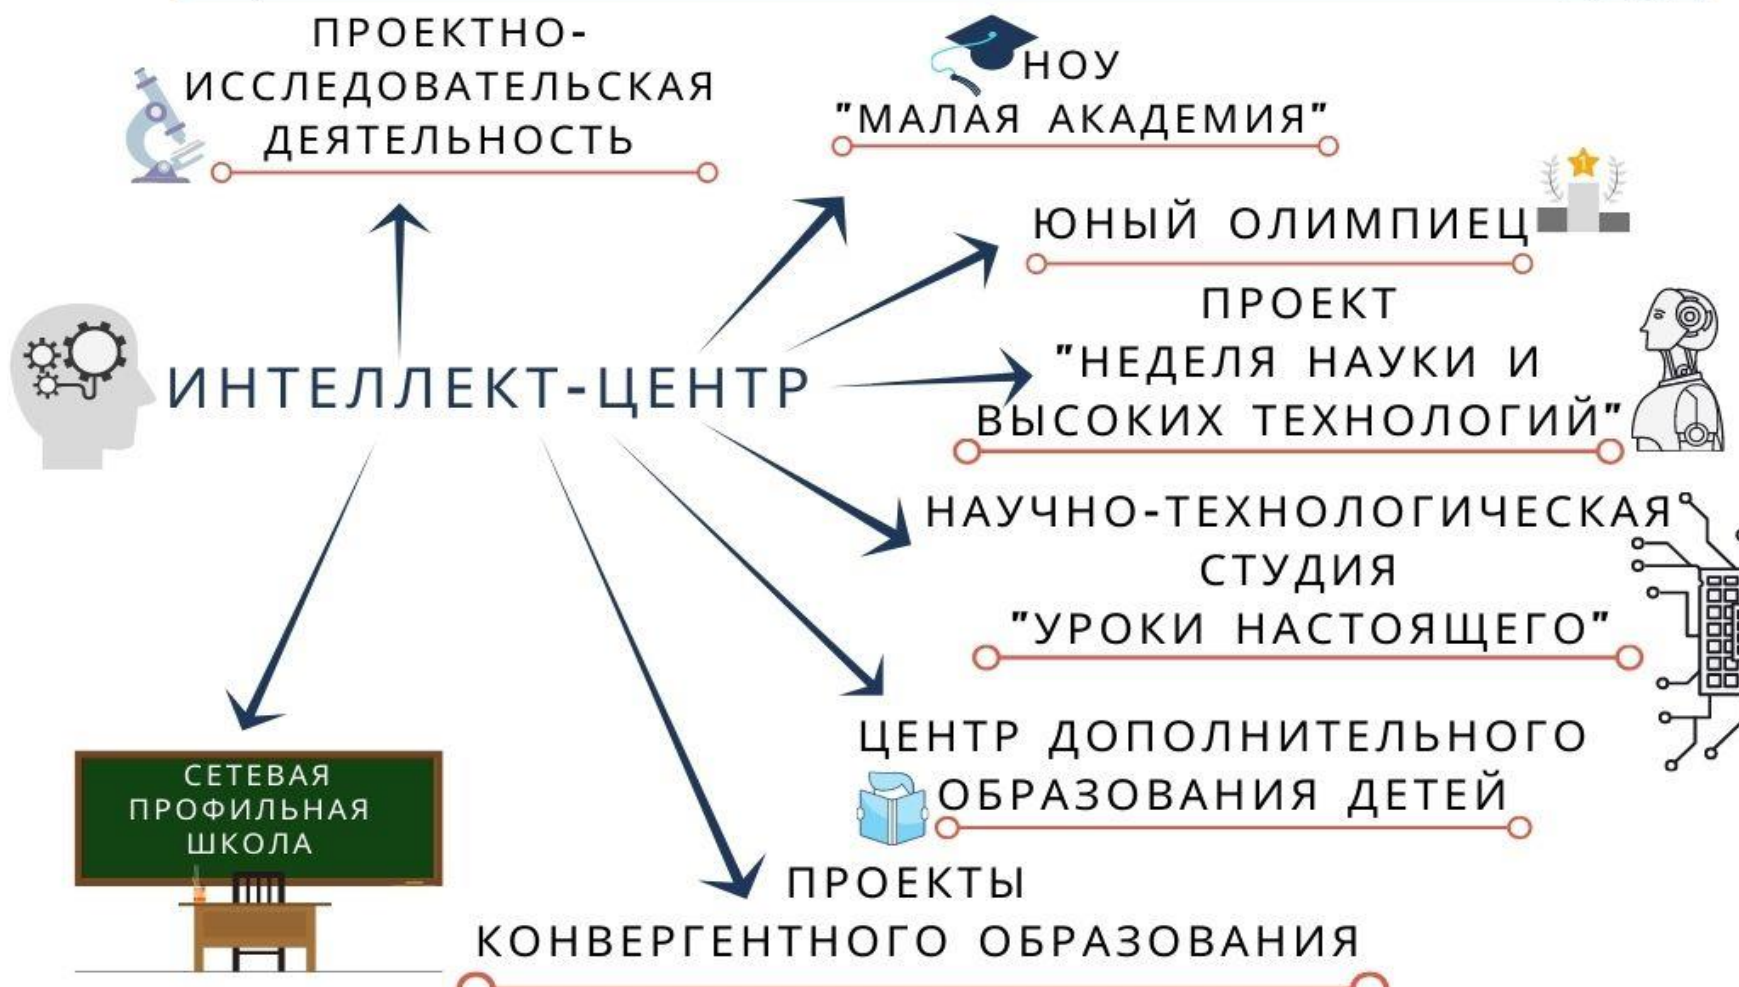 ПРОЕКТНО-
ИССЛЕДОВАТЕЛЬСКАЯ
ДЕЯТЕЛЬНОСТЬ
НОУ
"МАЛАЯ АКАДЕМИЯ"
ЮНЫЙ ОЛИМПИЕЦ
1
ПРОЕКТ
"НЕДЕЛЯ НАУКИ И
ВЫСОКИХ ТЕХНОЛОГИЙ"
ИНТЕЛЛЕКТ-ЦЕНТР
НАУЧНО-ТЕХНОЛОГИЧЕСКАЯ
СТУДИЯ
"УРОКИ НАСТОЯЩЕГО"
ЦЕНТР ДОПОЛНИТЕЛЬНОГО
ОБРАЗОВАНИЯ ДЕТЕЙ
СЕТЕВАЯ
ПРОФИЛЬНАЯ
ШКОЛА
ПРОЕКТЫ
КОНВЕРГЕНТНОГО ОБРАЗОВАНИЯ